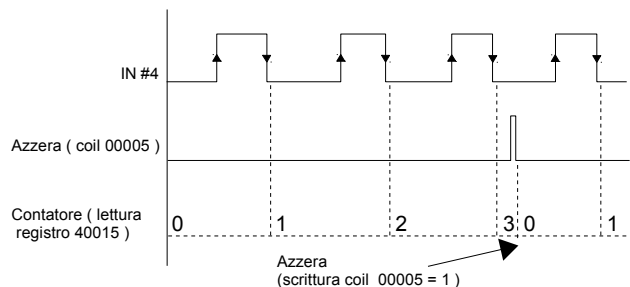 IN #4
Azzera ( coil 00005 )
Contatore ( lettura
registro 40015 )
0 1 2 3 0 1
Azzera
(scrittura coil 00005 = 1 )